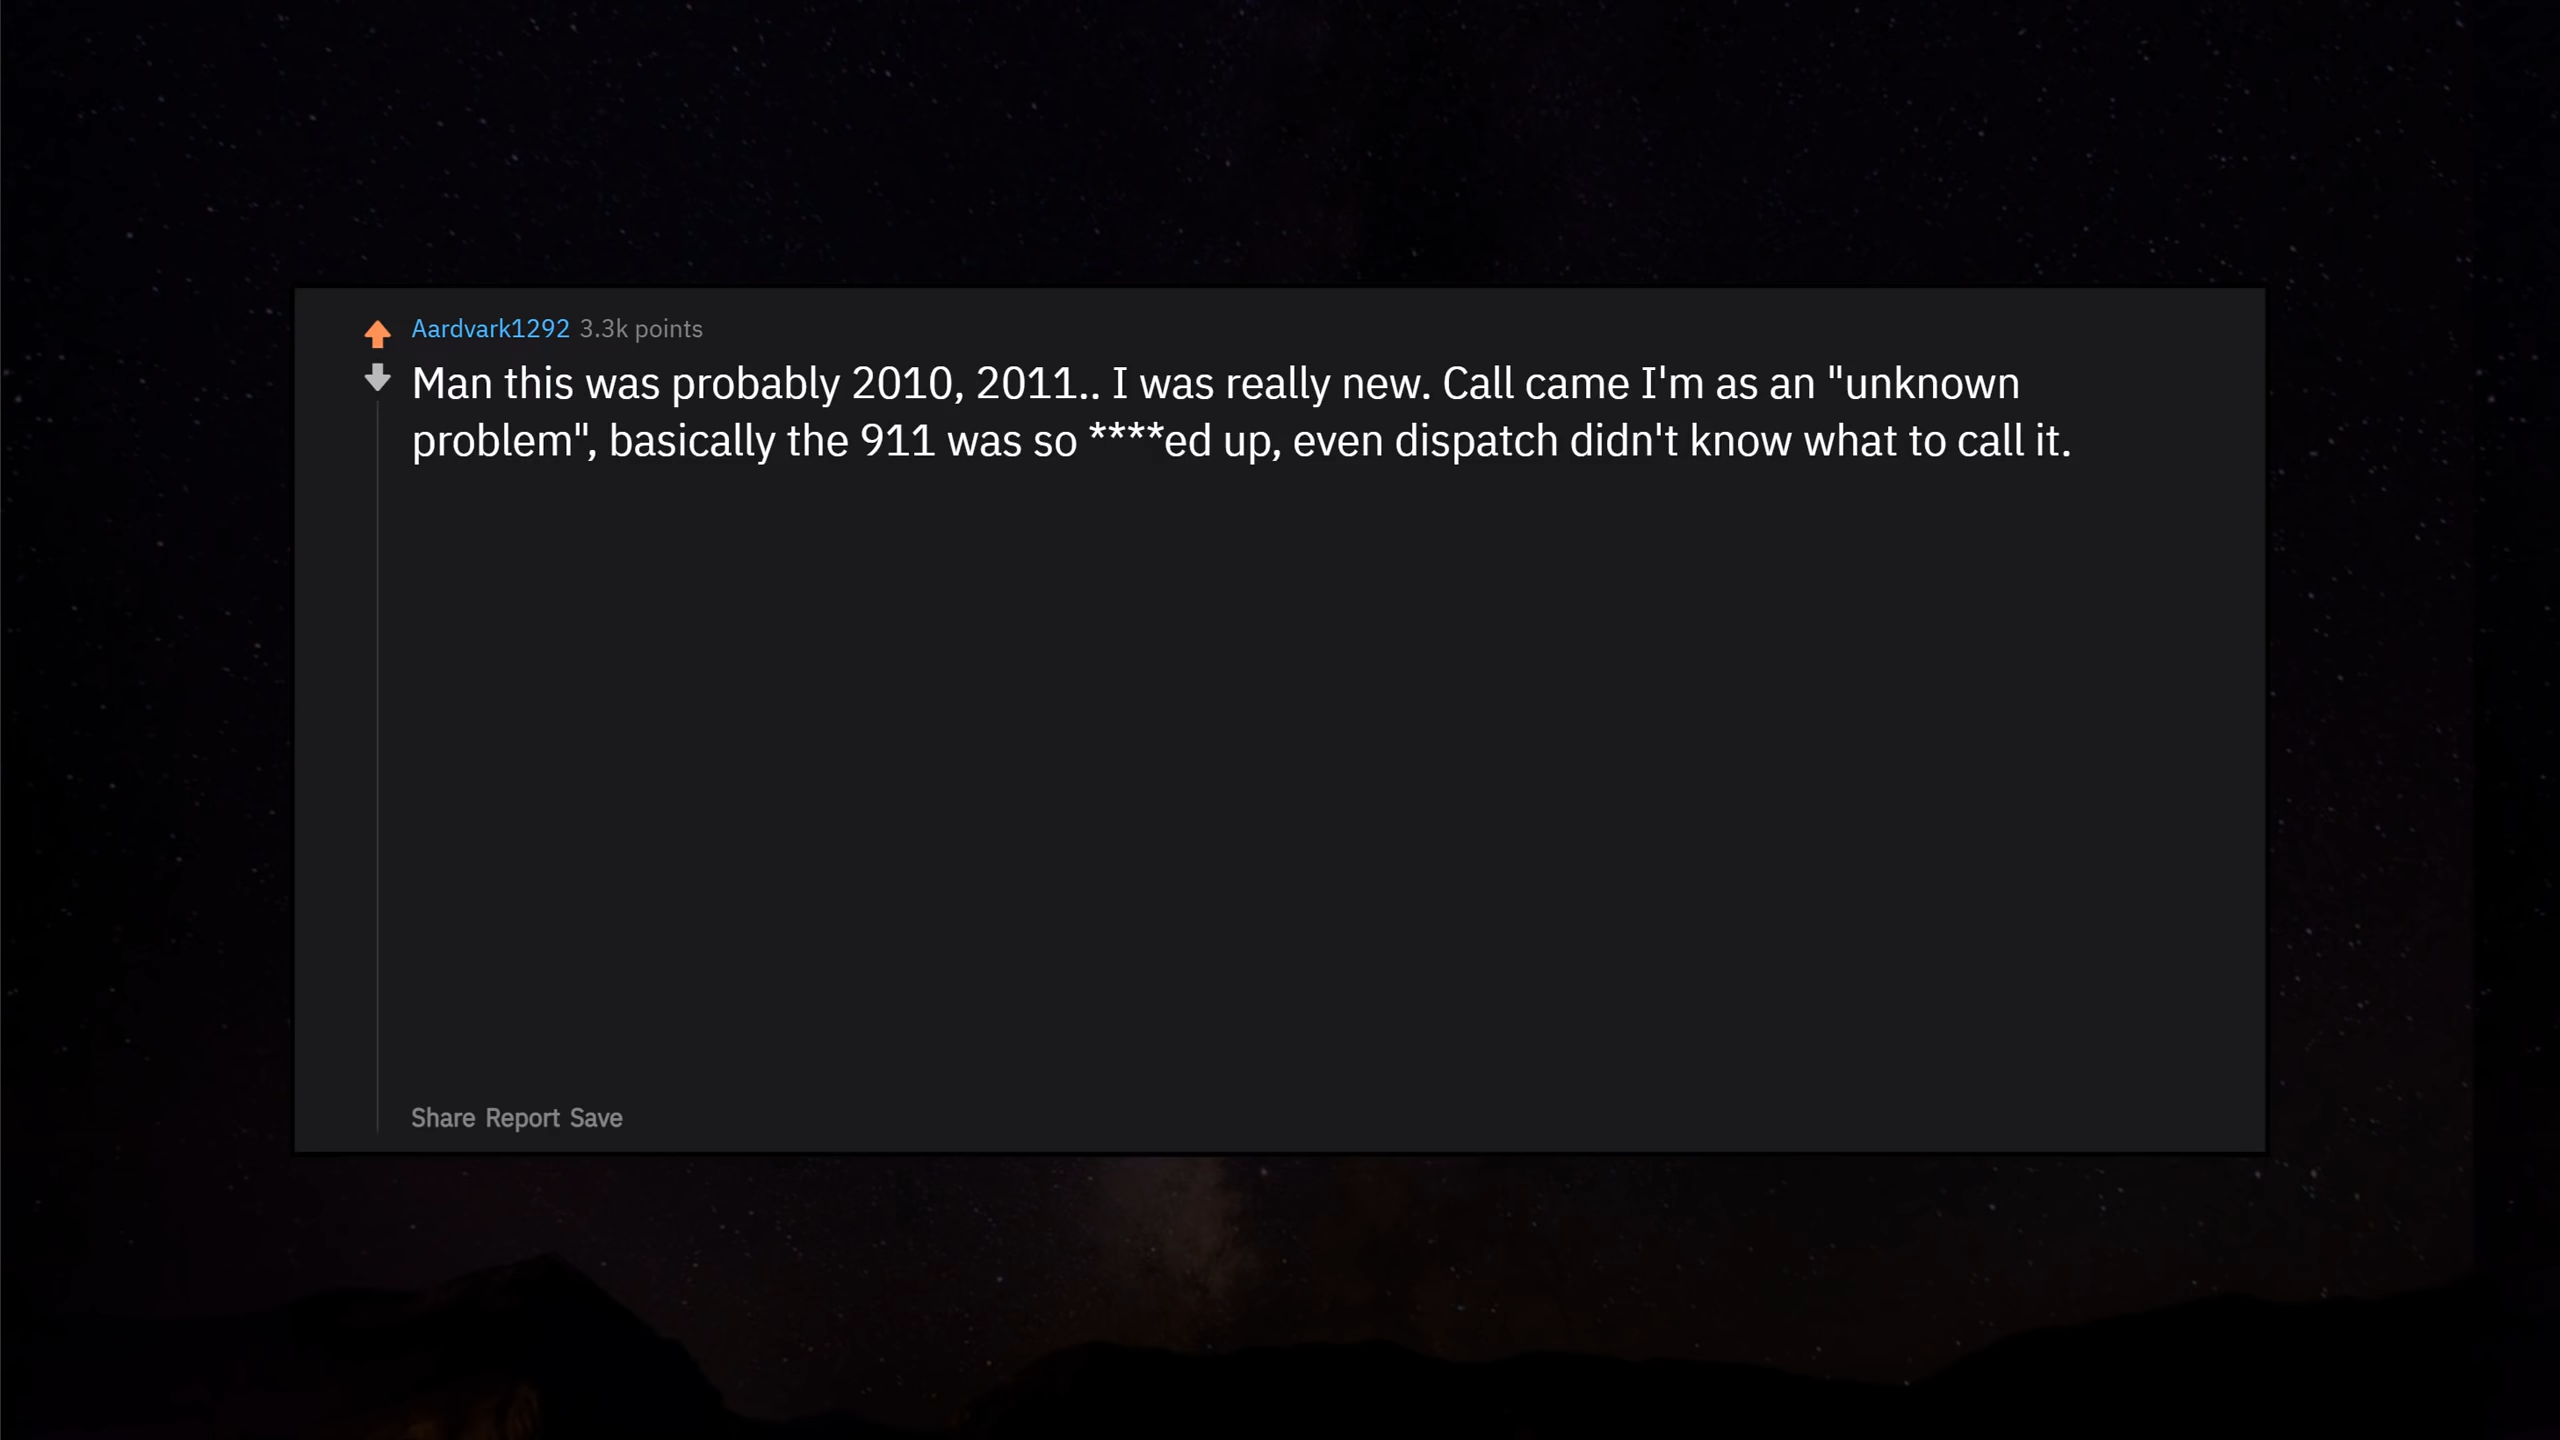 Aardvark1292 3.3k points
Man this was probably 2010, 2011.. I was really new. Call came I'm as an "unknown
problem", basically the 911 was so ****ed up, even dispatch didn't know what to call it.
Share Report Save